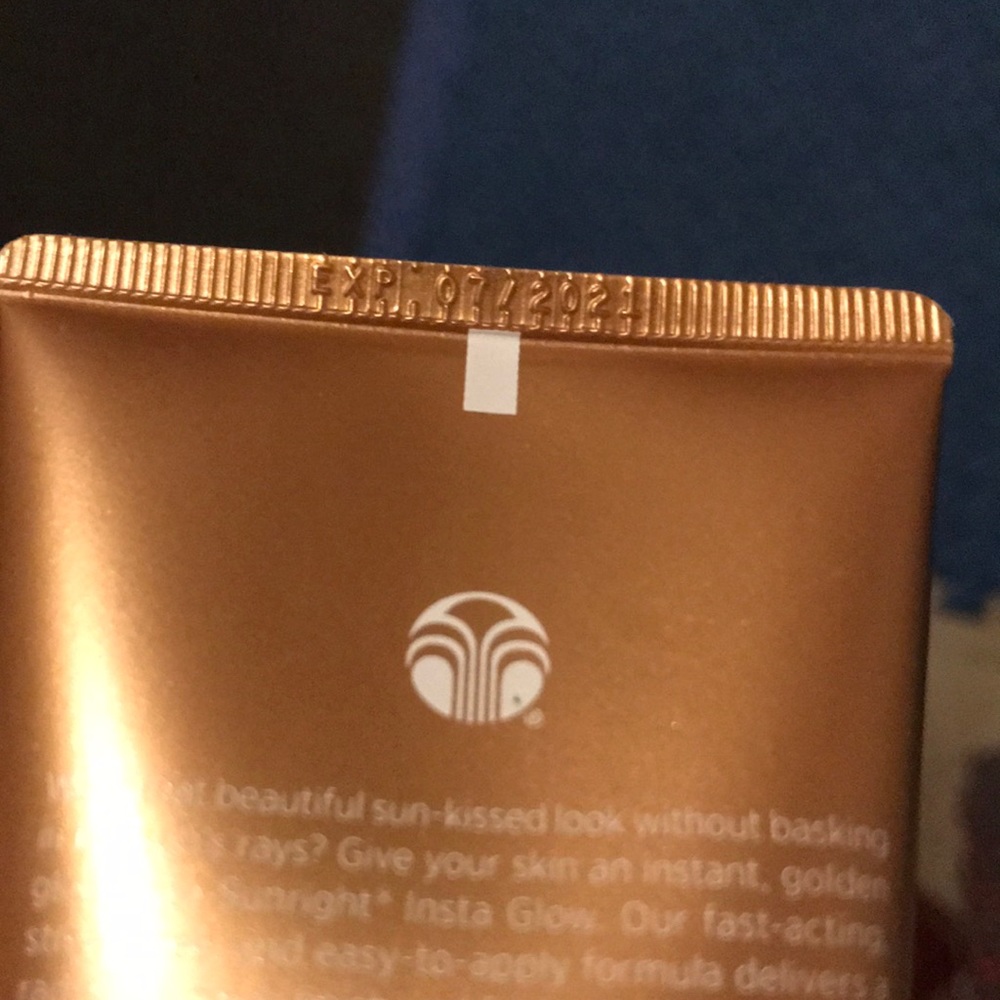 EXP. 07/2021
beautiful sun-kissed look without basking
rays? Give your skin an instant, golden
Sunright* Insta Glow. Our fast-acting,
and easy-to-apply formula delivers a